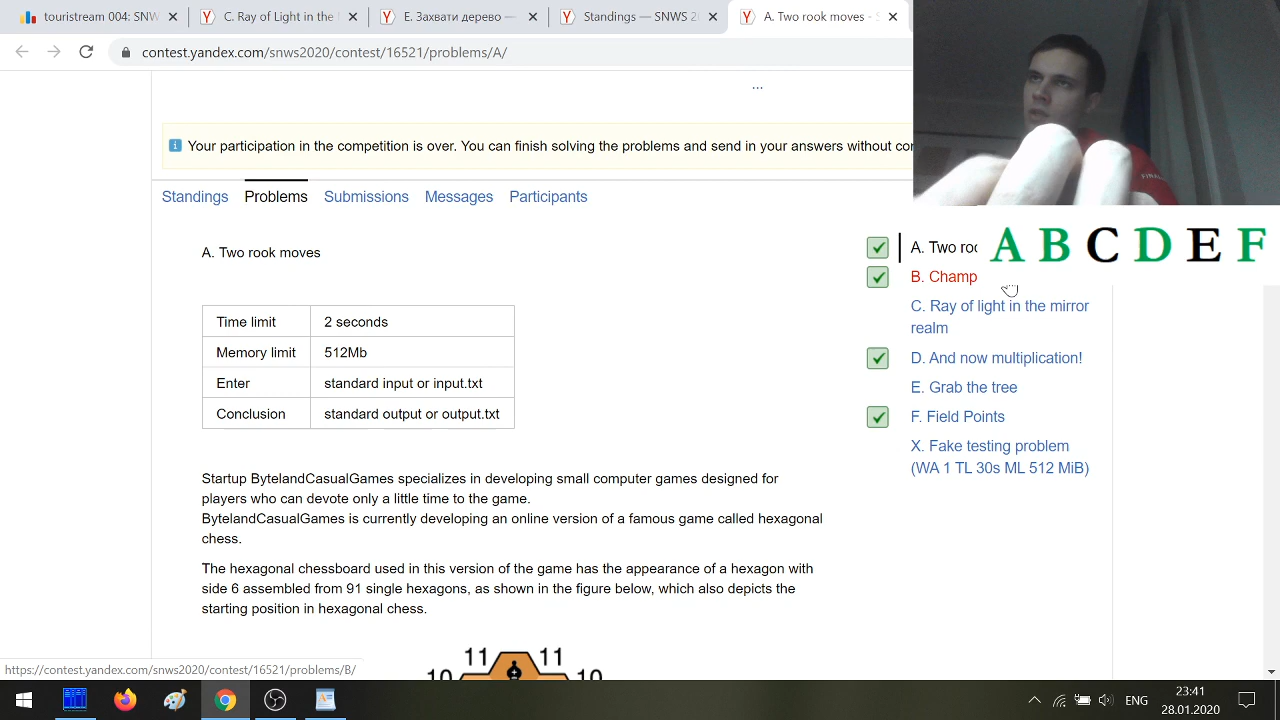 touristream 004: SNW
C. Ray of Light in the
E. Захвати дерево —
Standings — SNWS 2
A. Two rook moves -
contest.yandex.com/snws2020/contest/16521/problems/A/
...
Your participation in the competition is over. You can finish solving the problems and send in your answers without
Standings Problems Submissions Messages Participants
A. Two rook moves
Time limit 2 seconds
Memory limit 512Mb
Enter standard input or input.txt
Conclusion standard output or output.txt
Startup BytelandCasualGames specializes in developing small computer games designed for
players who can devote only a little time to the game.
BytelandCasualGames is currently developing an online version of a famous game called hexagonal
chess.
The hexagonal chessboard used in this version of the game has the appearance of a hexagon with
side 6 assembled from 91 single hexagons, as shown in the figure below, which also depicts the
starting position in hexagonal chess.
11 11
10 10
A B C D E F
A. Two
B. Champ
C. Ray of light in the mirror
realm
D. And now multiplication!
E. Grab the tree
F. Field Points
X. Fake testing problem
(WA 1 TL 30s ML 512 MiB)
https://contest.yandex.com/snws2020/contest/16521/problems/B/
ENG
23:41
28.01.2020